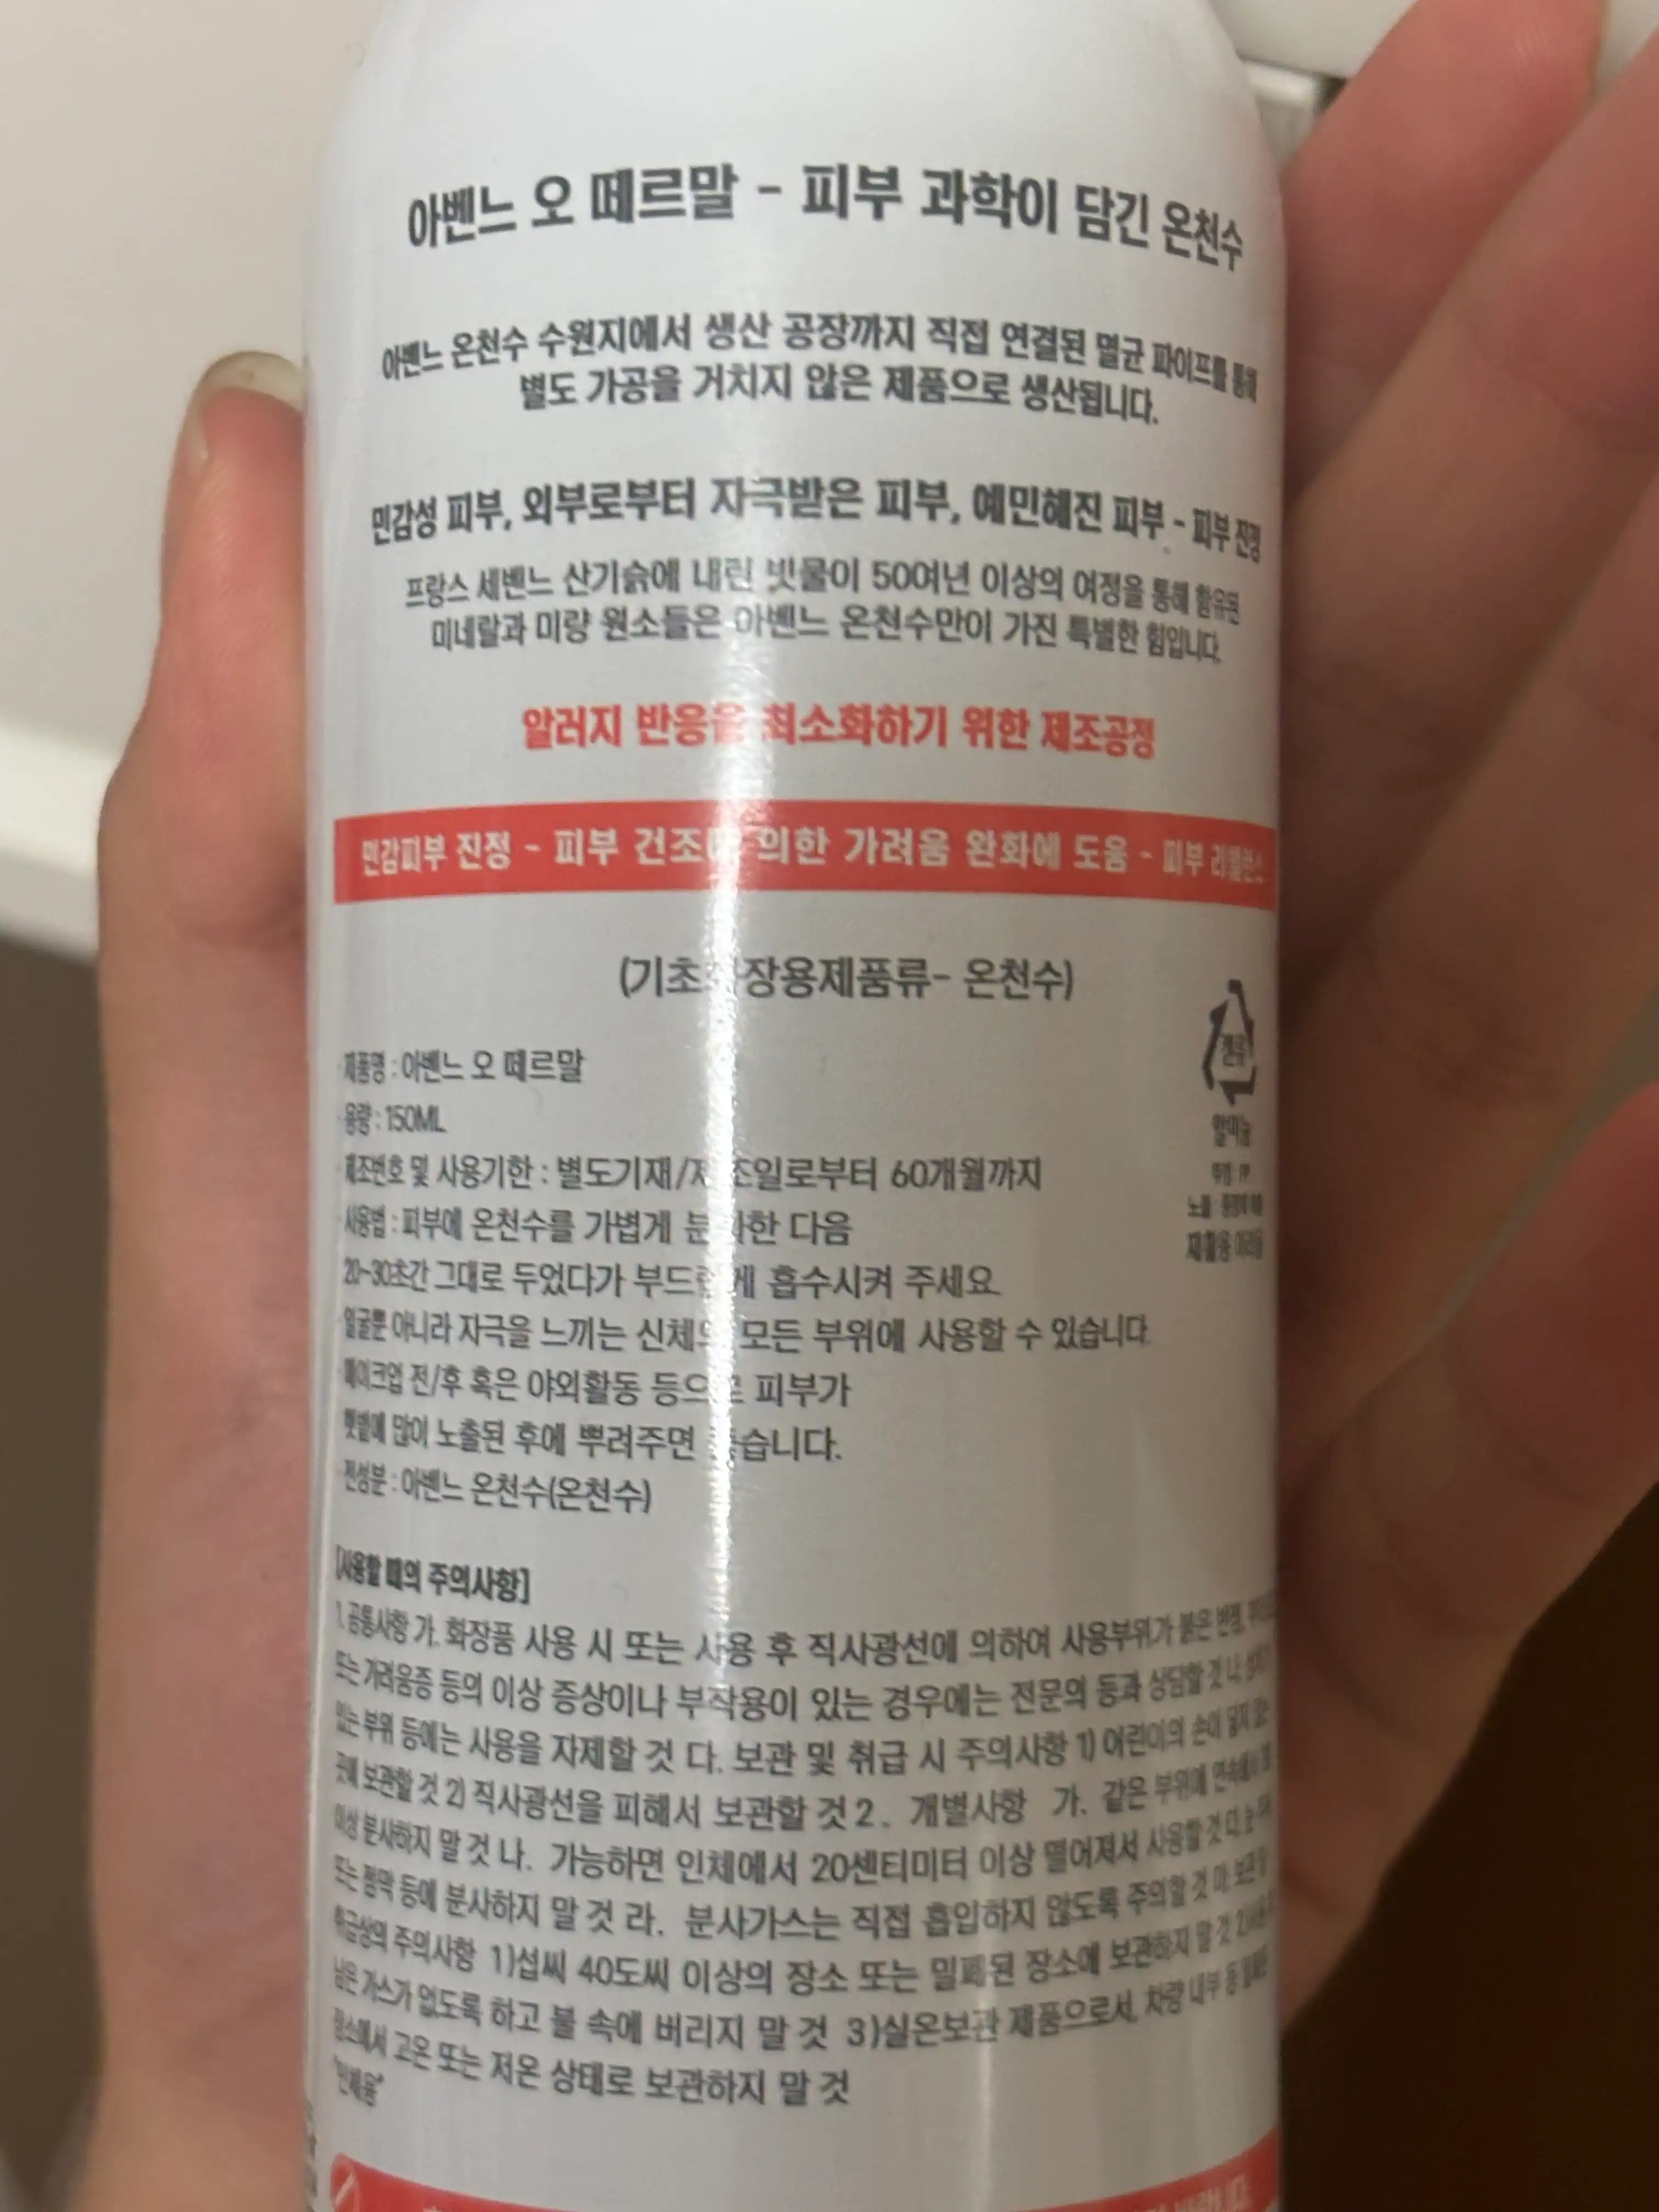 아벤느 오 떼르말 - 피부 과학이 담긴 온천수
아벤느 온천수 수원지에서 생산 공장까지 직접 연결된 멸균 파이프를 통해
별도 가공을 거치지 않은 제품으로 생산됩니다.
민감성 피부, 외부로부터 자극받은 피부, 예민해진 피부 - 피부 진정
프랑스 세벤느 산기슭에 내린 빗물이 50여년 이상의 여정을 통해 함유된
미네랄과 미량 원소들은 아벤느 온천수만이 가진 특별한 힘입니다.
알러지 반응을 최소화하기 위한 제조공정
민감피부 진정 - 피부 건조에 의한 가려움 완화에 도움 - 피부
(기초화장용제품류- 온천수)
제품명 : 아벤느 오 떼르말
용량 : 150ML
제조번호 및 사용기한 : 별도기재/제조일로부터 60개월까지
사용법 : 피부에 온천수를 가볍게 분사한 다음
20~30초간 그대로 두었다가 부드럽게 흡수시켜 주세요.
얼굴뿐 아니라 자극을 느끼는 신체의 모든 부위에 사용할 수 있습니다.
메이크업 전/후 혹은 야외활동 등으로 피부가
햇볕에 많이 노출된 후에 뿌려주면 좋습니다.
전성분 : 아벤느 온천수(온천수)
캔류
알미늄
재활용 어려움
[사용할 때의 주의사항]
1. 공통사항 가. 화장품 사용 시 또는 사용 후 직사광선에 의하여 사용부위가 붉은 반점,
또는 가려움증 등의 이상 증상이나 부작용이 있는 경우에는 전문의 등과 상담할 것 나.
있는 부위 등에는 사용을 자제할 것 다. 보관 및 취급 시 주의사항 1) 어린이의 손이 닿지 않는
곳에 보관할 것 2) 직사광선을 피해서 보관할 것 2. 개별사항 가. 같은 부위에 연속해서
이상 분사하지 말 것 나. 가능하면 인체에서 20센티미터 이상 떨어져서 사용할 것 다. 눈
또는 점막 등에 분사하지 말 것 라. 분사가스는 직접 흡입하지 않도록 주의할 것 마. 보관 및
취급상의 주의사항 1)섭씨 40도씨 이상의 장소 또는 밀폐된 장소에 보관하지 말 것 2)
남은 가스가 없도록 하고 불 속에 버리지 말 것 3)실온보관 제품으로서, 차량 내부 등
장소에서 고온 또는 저온 상태로 보관하지 말 것
"인체용"